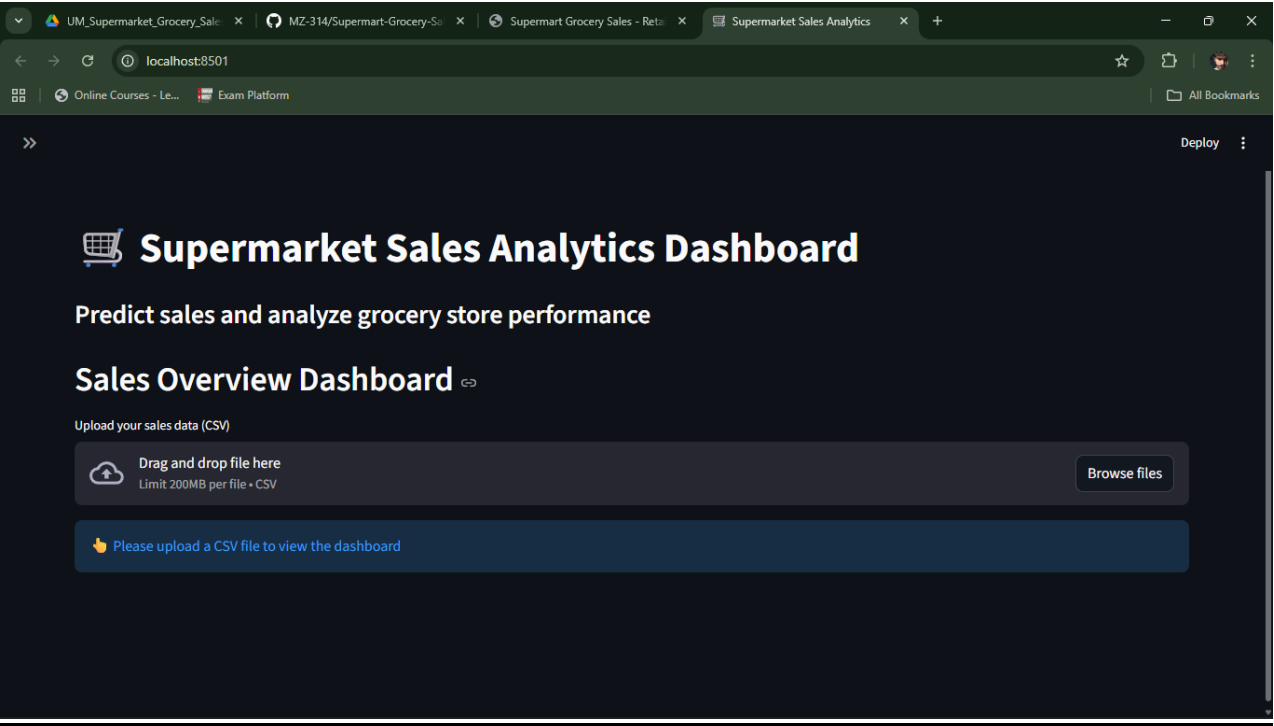 UM_Supermarket_Grocery_Sale
MZ-314/Supermart-Grocery-Sal
Supermart Grocery Sales - Reta
Supermarket Sales Analytics
localhost:8501
Online Courses - Le...
Exam Platform
All Bookmarks
Deploy
Supermarket Sales Analytics Dashboard
Predict sales and analyze grocery store performance
Sales Overview Dashboard
Upload your sales data (CSV)
Drag and drop file here
Limit 200MB per file • CSV
Browse files
Please upload a CSV file to view the dashboard